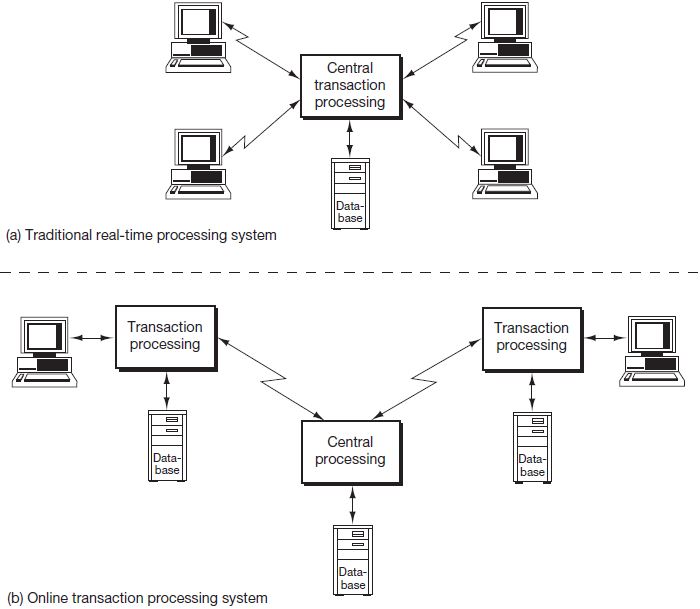 Central
transaction
processing
Data-
base
(a) Traditional real-time processing system
Transaction
processing
Transaction
processing
Data-
base
Central
processing
Data-
base
Data-
base
(b) Online transaction processing system